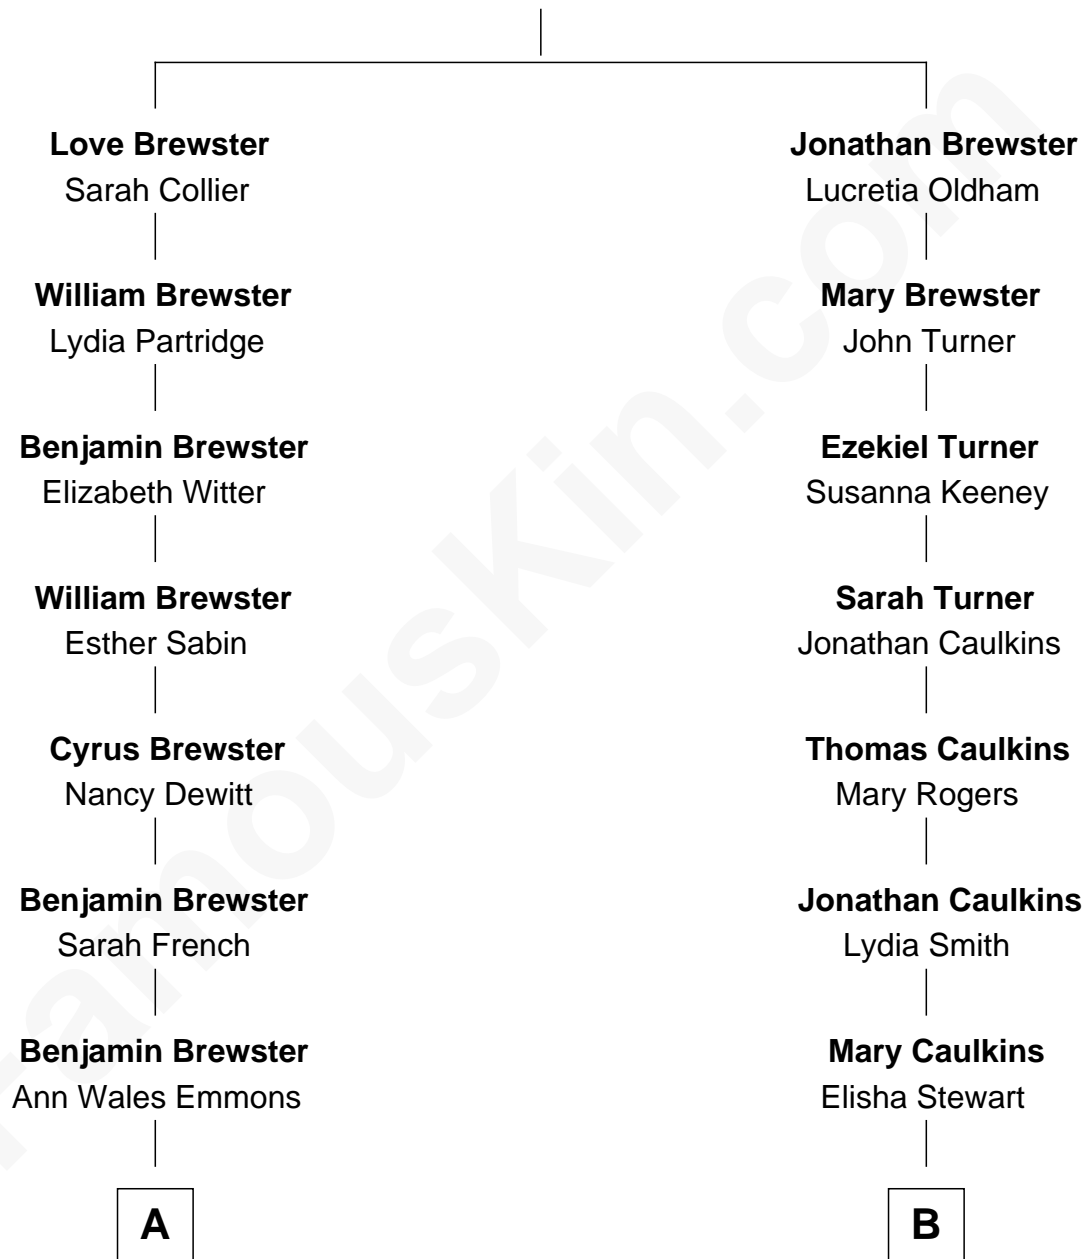 Love Brewster
Sarah Collier
William Brewster
Lydia Partridge
Benjamin Brewster
Elizabeth Witter
William Brewster
Esther Sabin
Cyrus Brewster
Nancy Dewitt
Benjamin Brewster
Sarah French
Benjamin Brewster
Ann Wales Emmons
A
Jonathan Brewster
Lucretia Oldham
Mary Brewster
John Turner
Ezekiel Turner
Susanna Keeney
Sarah Turner
Jonathan Caulkins
Thomas Caulkins
Mary Rogers
Jonathan Caulkins
Lydia Smith
Mary Caulkins
Elisha Stewart
B
FamousKin.com